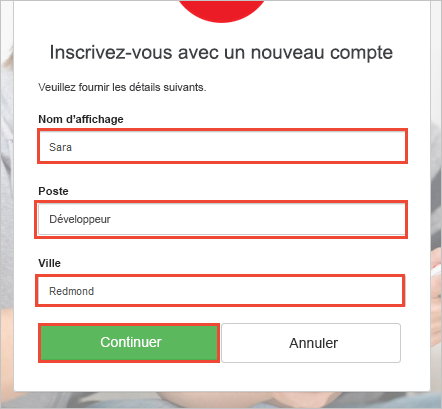 Inscrivez-vous avec un nouveau compte
Veuillez fournir les détails suivants.
Nom d’affichage
Sara
Poste
Développeur
Ville
Redmond
Continuer
Annuler